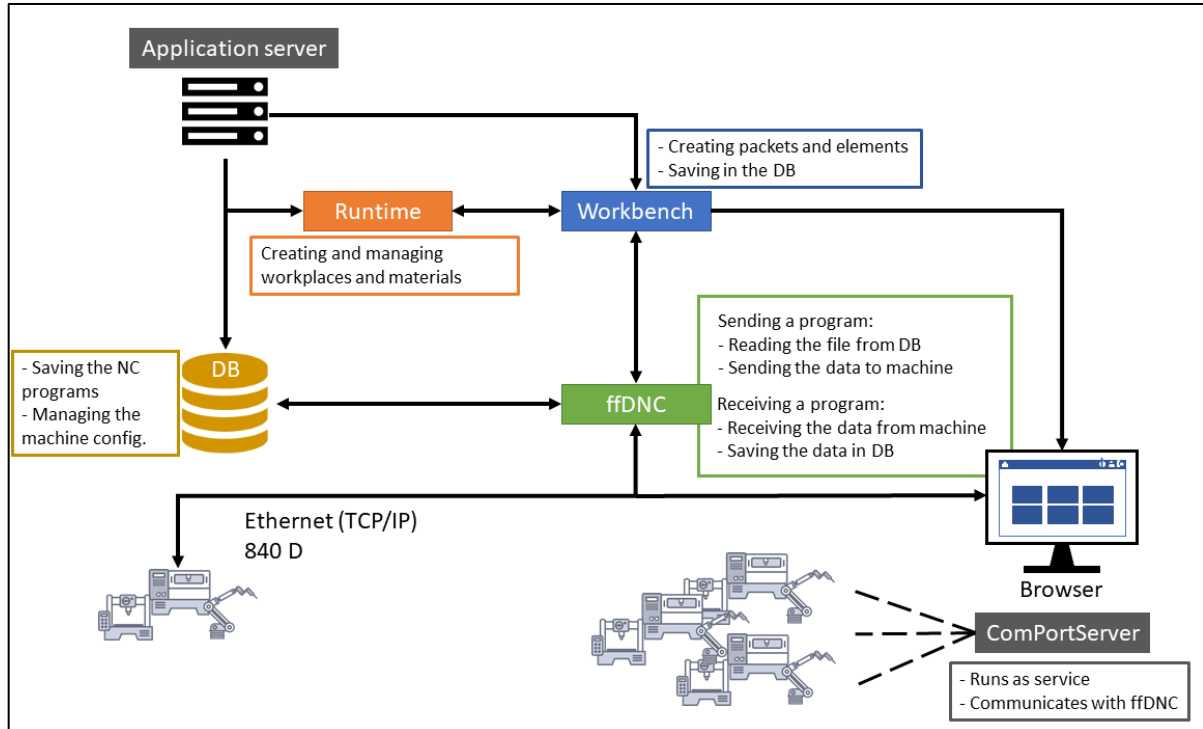 Application server
- Creating packets and elements
- Saving in the DB
Runtime
Workbench
Creating and managing
workplaces and materials
Sending a program:
- Reading the file from DB
- Sending the data to machine
Receiving a program:
- Receiving the data from machine
- Saving the data in DB
- Saving the NC
programs
- Managing the
machine config.
DB
ffDNC
Ethernet (TCP/IP)
840 D
Browser
ComPortServer
- Runs as service
- Communicates with ffDNC